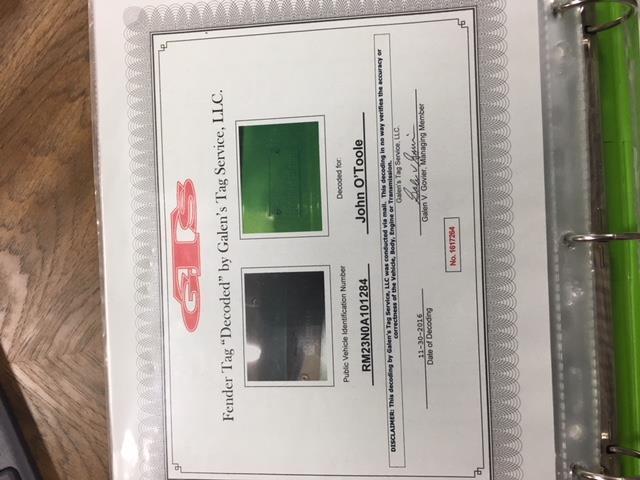 GTS
Fender Tag "Decoded" by Galen's Tag Service, LLC.
Public Vehicle Identification Number
RM23N0A101284
Decoded for:
John O'Toole
DISCLAIMER: This decoding by Galen's Tag Service, LLC was conducted via mail. This decoding in no way verifies the accuracy or
correctness of the Vehicle, Body, Engine or Transmission.
Galen's Tag Service, LLC.
11-30-2016
Date of Decoding
Galen V. Govier, Managing Member
No. 1617264